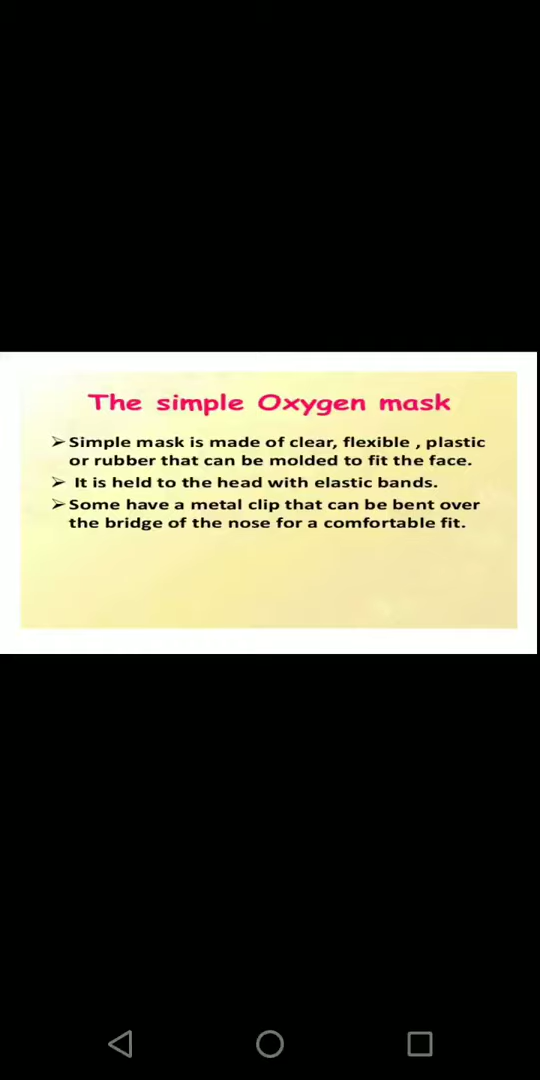 The simple Oxygen mask
➢Simple mask is made of clear, flexible , plastic
or rubber that can be molded to fit the face.
➢ It is held to the head with elastic bands.
➢Some have a metal clip that can be bent over
the bridge of the nose for a comfortable fit.